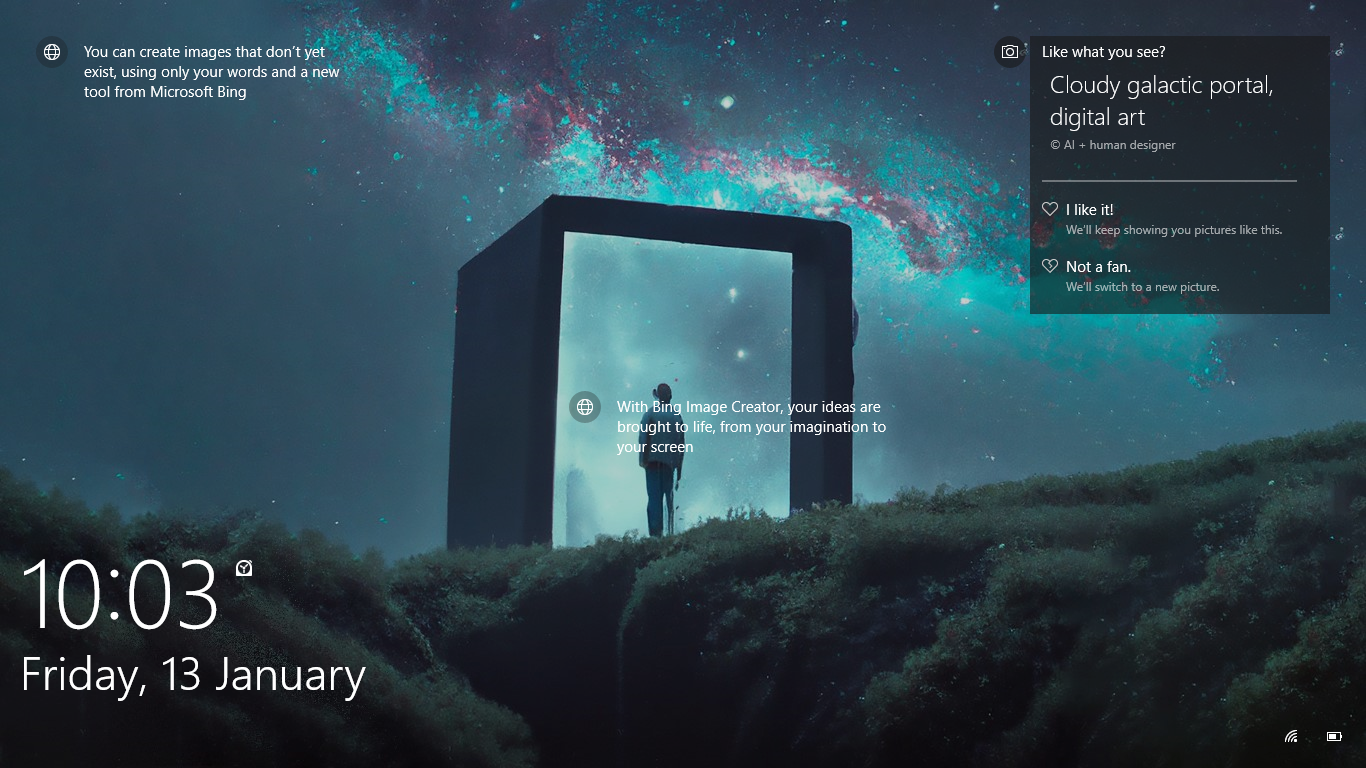 You can create images that don't yet
exist, using only your words and a new
tool from Microsoft Bing
Like what you see?
Cloudy galactic portal,
digital art
© AI + human designer
I like it!
We'll keep showing you pictures like this.
Not a fan.
We'll switch to a new picture.
With Bing Image Creator, your ideas are
brought to life, from your imagination to
your screen
10:03
Friday, 13 January